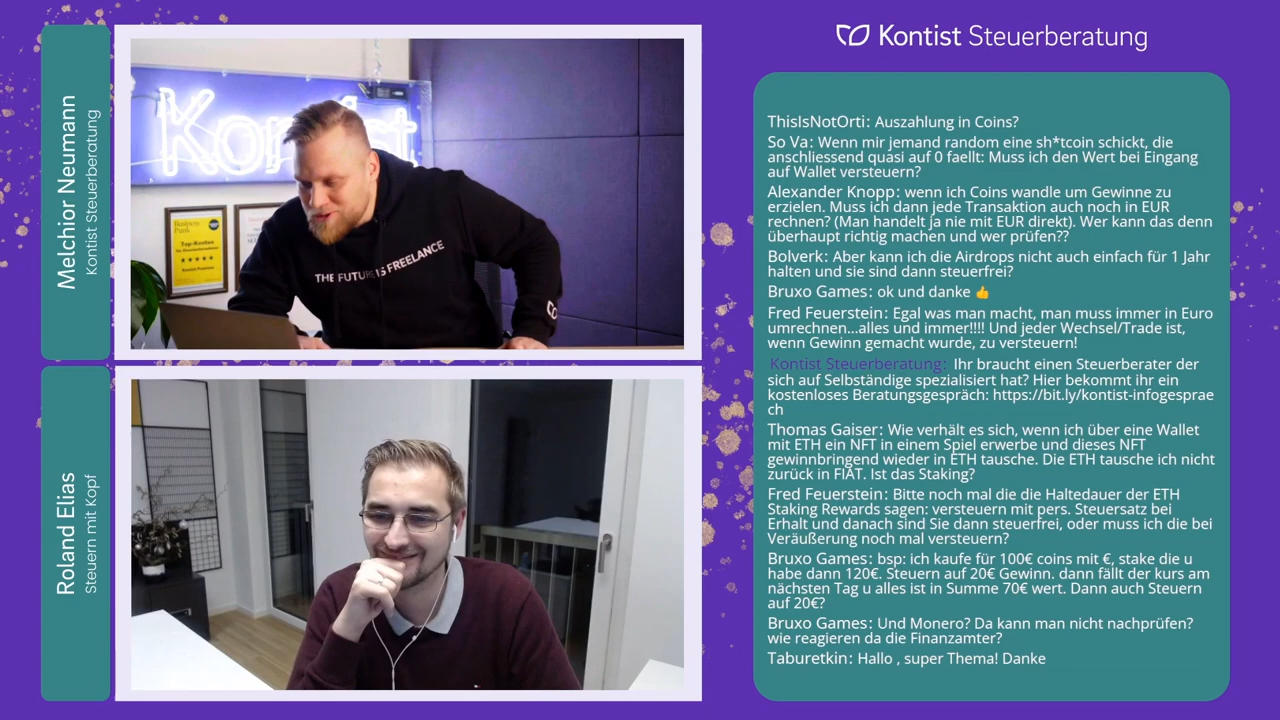 Melchior Neumann
Kontist Steuerberatung
Kontist
THE FUTURE IS FREELANCE
Business
Punk
Top-Konten
Roland Elias
Steuern mit Kopf
Kontist Steuerberatung
ThisIsNotOrti: Auszahlung in Coins?
So Va: Wenn mir jemand random eine sh*tcoin schickt, die
anschliessend quasi auf 0 faellt: Muss ich den Wert bei Eingang
auf Wallet versteuern?
Alexander Knopp: wenn ich Coins wandle um Gewinne zu
erzielen. Muss ich dann jede Transaktion auch noch in EUR
rechnen? (Man handelt ja nie mit EUR direkt). Wer kann das denn
überhaupt richtig machen und wer prüfen??
Bolverk: Aber kann ich die Airdrops nicht auch einfach für 1 Jahr
halten und sie sind dann steuerfrei?
Bruxo Games: ok und danke 👍
Fred Feuerstein: Egal was man macht, man muss immer in Euro
umrechnen...alles und immer!!!! Und jeder Wechsel/Trade ist,
wenn Gewinn gemacht wurde, zu versteuern!
Kontist Steuerberatung: Ihr braucht einen Steuerberater der
sich auf Selbständige spezialisiert hat? Hier bekommt ihr ein
kostenloses Beratungsgespräch: https://bit.ly/kontist-infogesprae
ch
Thomas Gaiser: Wie verhält es sich, wenn ich über eine Wallet
mit ETH ein NFT in einem Spiel erwerbe und dieses NFT
gewinnbringend wieder in ETH tausche. Die ETH tausche ich nicht
zurück in FIAT. Ist das Staking?
Fred Feuerstein: Bitte noch mal die die Haltedauer der ETH
Staking Rewards sagen: versteuern mit pers. Steuersatz bei
Erhalt und danach sind Sie dann steuerfrei, oder muss ich die bei
Veräußerung noch mal versteuern?
Bruxo Games: bsp: ich kaufe für 100€ coins mit €, stake die u
habe dann 120€. Steuern auf 20€ Gewinn. dann fällt der kurs am
nächsten Tag u alles ist in Summe 70€ wert. Dann auch Steuern
auf 20€?
Bruxo Games: Und Monero? Da kann man nicht nachprüfen?
wie reagieren da die Finanzamter?
Taburetkin: Hallo , super Thema! Danke